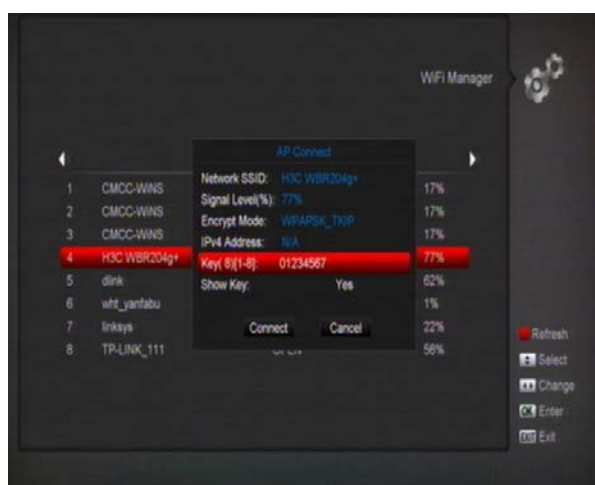 WiFi Manager
AP Connect
Network SSID: H3C WBR204g+
Signal Level(%): 77%
Encrypt Mode: WPAPSK_TKIP
IPv4 Address: N/A
Key( 8)[1-8]: 01234567
Show Key: Yes
Connect Cancel
1 CMCC-WiNS 17%
2 CMCC-WiNS 17%
3 CMCC-WiNS 17%
4 H3C WBR204g+ 77%
5 dlink 62%
6 wht_yanfabu 1%
7 linksys 22%
8 TP-LINK_111 56%
Refresh
Select
Change
OK Enter
Exit